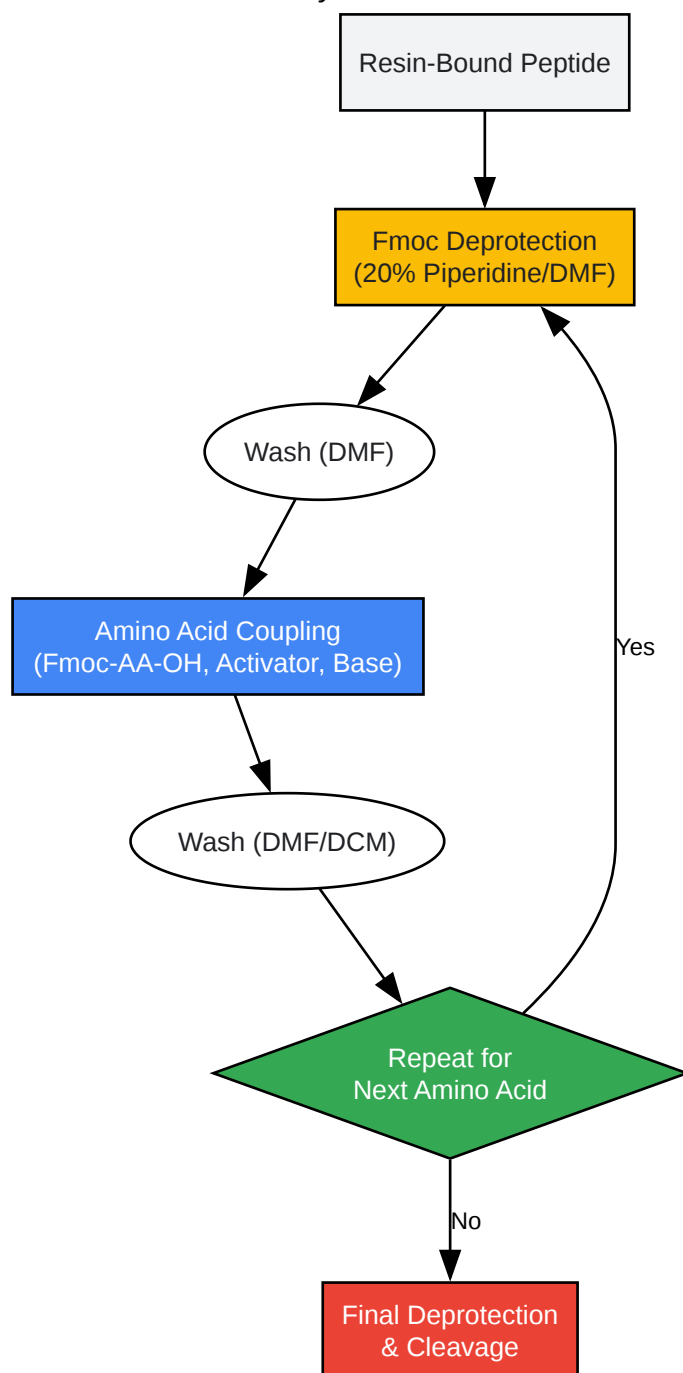 Resin-Bound Peptide
Fmoc Deprotection
(20% Piperidine/DMF)
Wash (DMF)
Amino Acid Coupling
(Fmoc-AA-OH, Activator, Base)
Yes
Wash (DMF/DCM)
Repeat for
Next Amino Acid
No
Final Deprotection
& Cleavage